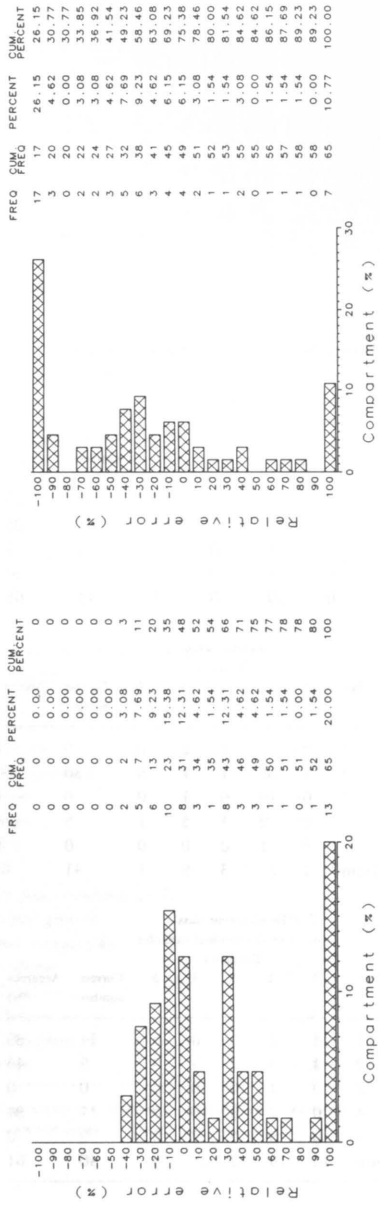 FREQ CUM. FREQ PERCENT CUM. PERCENT
Relative error (%)
-100 0 0 0.00 0
-90 0 0 0.00 0
-80 0 0 0.00 0
-70 0 0 0.00 0
-60 0 0 0.00 0
-50 0 0 0.00 0
-40 2 2 3.08 3
-30 5 7 7.69 11
-20 6 13 9.23 20
-10 10 23 15.38 35
0 8 31 12.31 48
10 3 34 4.62 52
20 1 35 1.54 54
30 8 43 12.31 66
40 3 46 4.62 71
50 3 49 4.62 75
60 1 50 1.54 77
70 1 51 1.54 78
80 0 51 0.00 78
90 1 52 1.54 80
100 13 65 20.00 100
0 10 20
Compartment (%)
FREQ CUM. FREQ PERCENT CUM. PERCENT
Relative error (%)
-100 17 17 26.15 26.15
-90 3 20 4.62 30.77
-80 0 20 0.00 30.77
-70 2 22 3.08 33.85
-60 2 24 3.08 36.92
-50 3 27 4.62 41.54
-40 5 32 7.69 49.23
-30 6 38 9.23 58.46
-20 3 41 4.62 63.08
-10 4 45 6.15 69.23
0 4 49 6.15 75.38
10 2 51 3.08 78.46
20 1 52 1.54 80.00
30 1 53 1.54 81.54
40 2 55 3.08 84.62
50 0 55 0.00 84.62
60 1 56 1.54 86.15
70 1 57 1.54 87.69
80 1 58 1.54 89.23
90 0 58 0.00 89.23
100 7 65 10.77 100.00
0 10 20 30
Compartment (%)